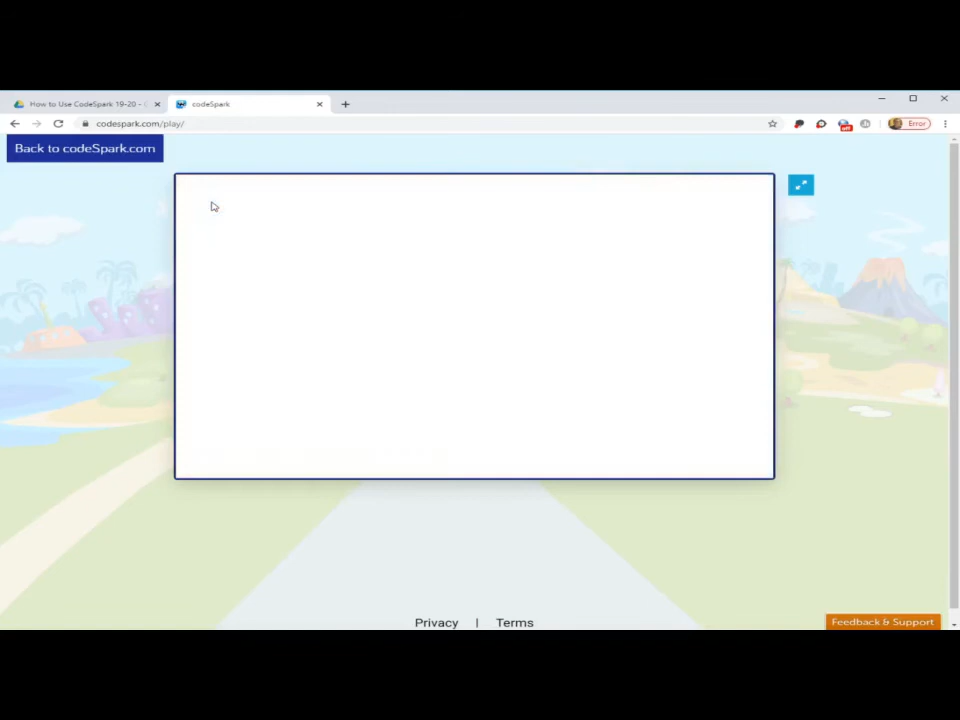 How to Use CodeSpark 19-20 -
codeSpark
codespark.com/play/
off
Error
Back to codeSpark.com
Privacy | Terms
Feedback & Support